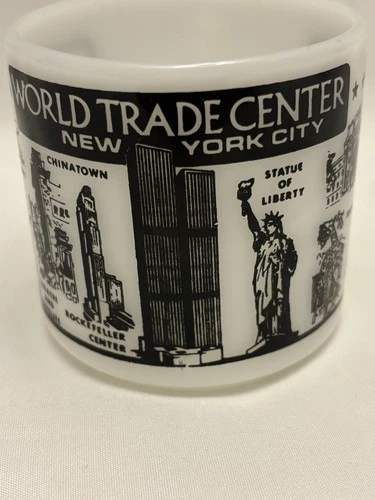 WORLD TRADE CENTER
NEW YORK CITY
CHINATOWN
STATUE
OF
LIBERTY
ROCKEFELLER
CENTER